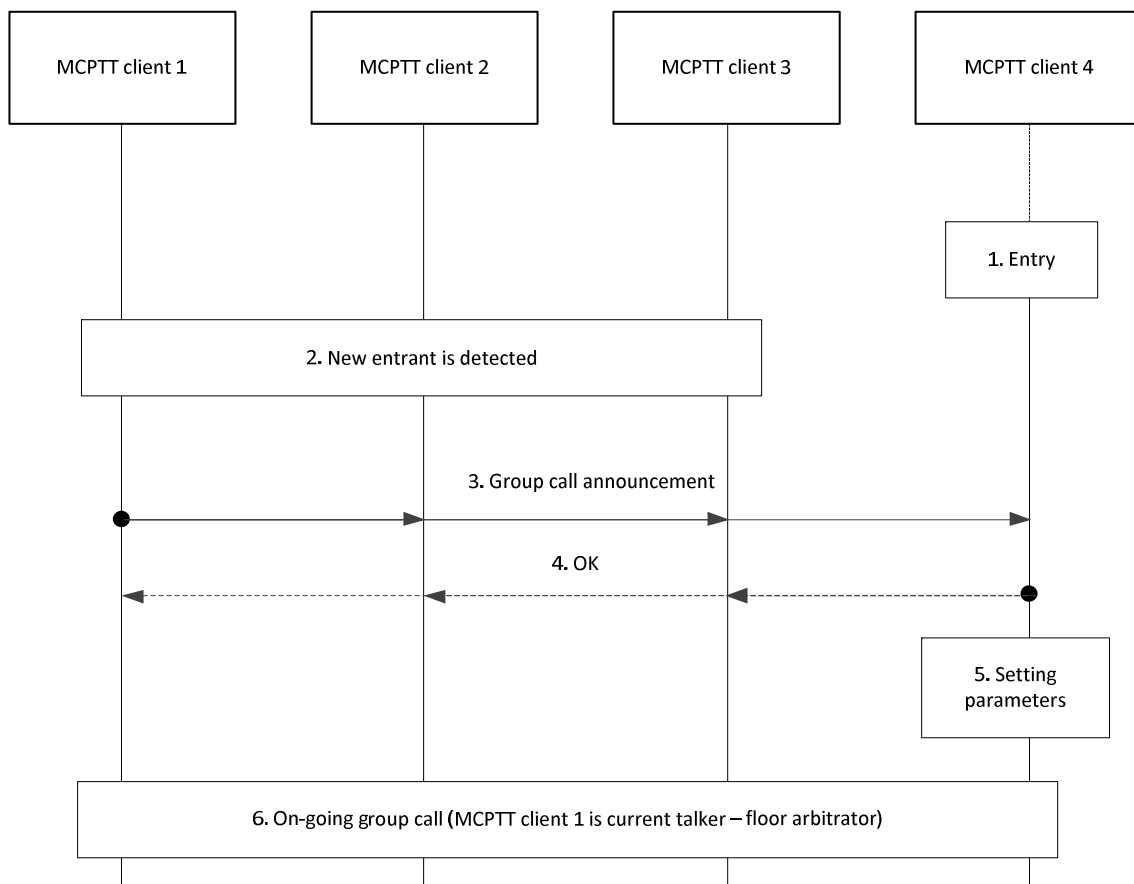 MCPTT client 1
MCPTT client 2
MCPTT client 3
MCPTT client 4
1. Entry
2. New entrant is detected
3. Group call announcement
4. OK
5. Setting
parameters
6. On-going group call (MCPTT client 1 is current talker – floor arbitrator)